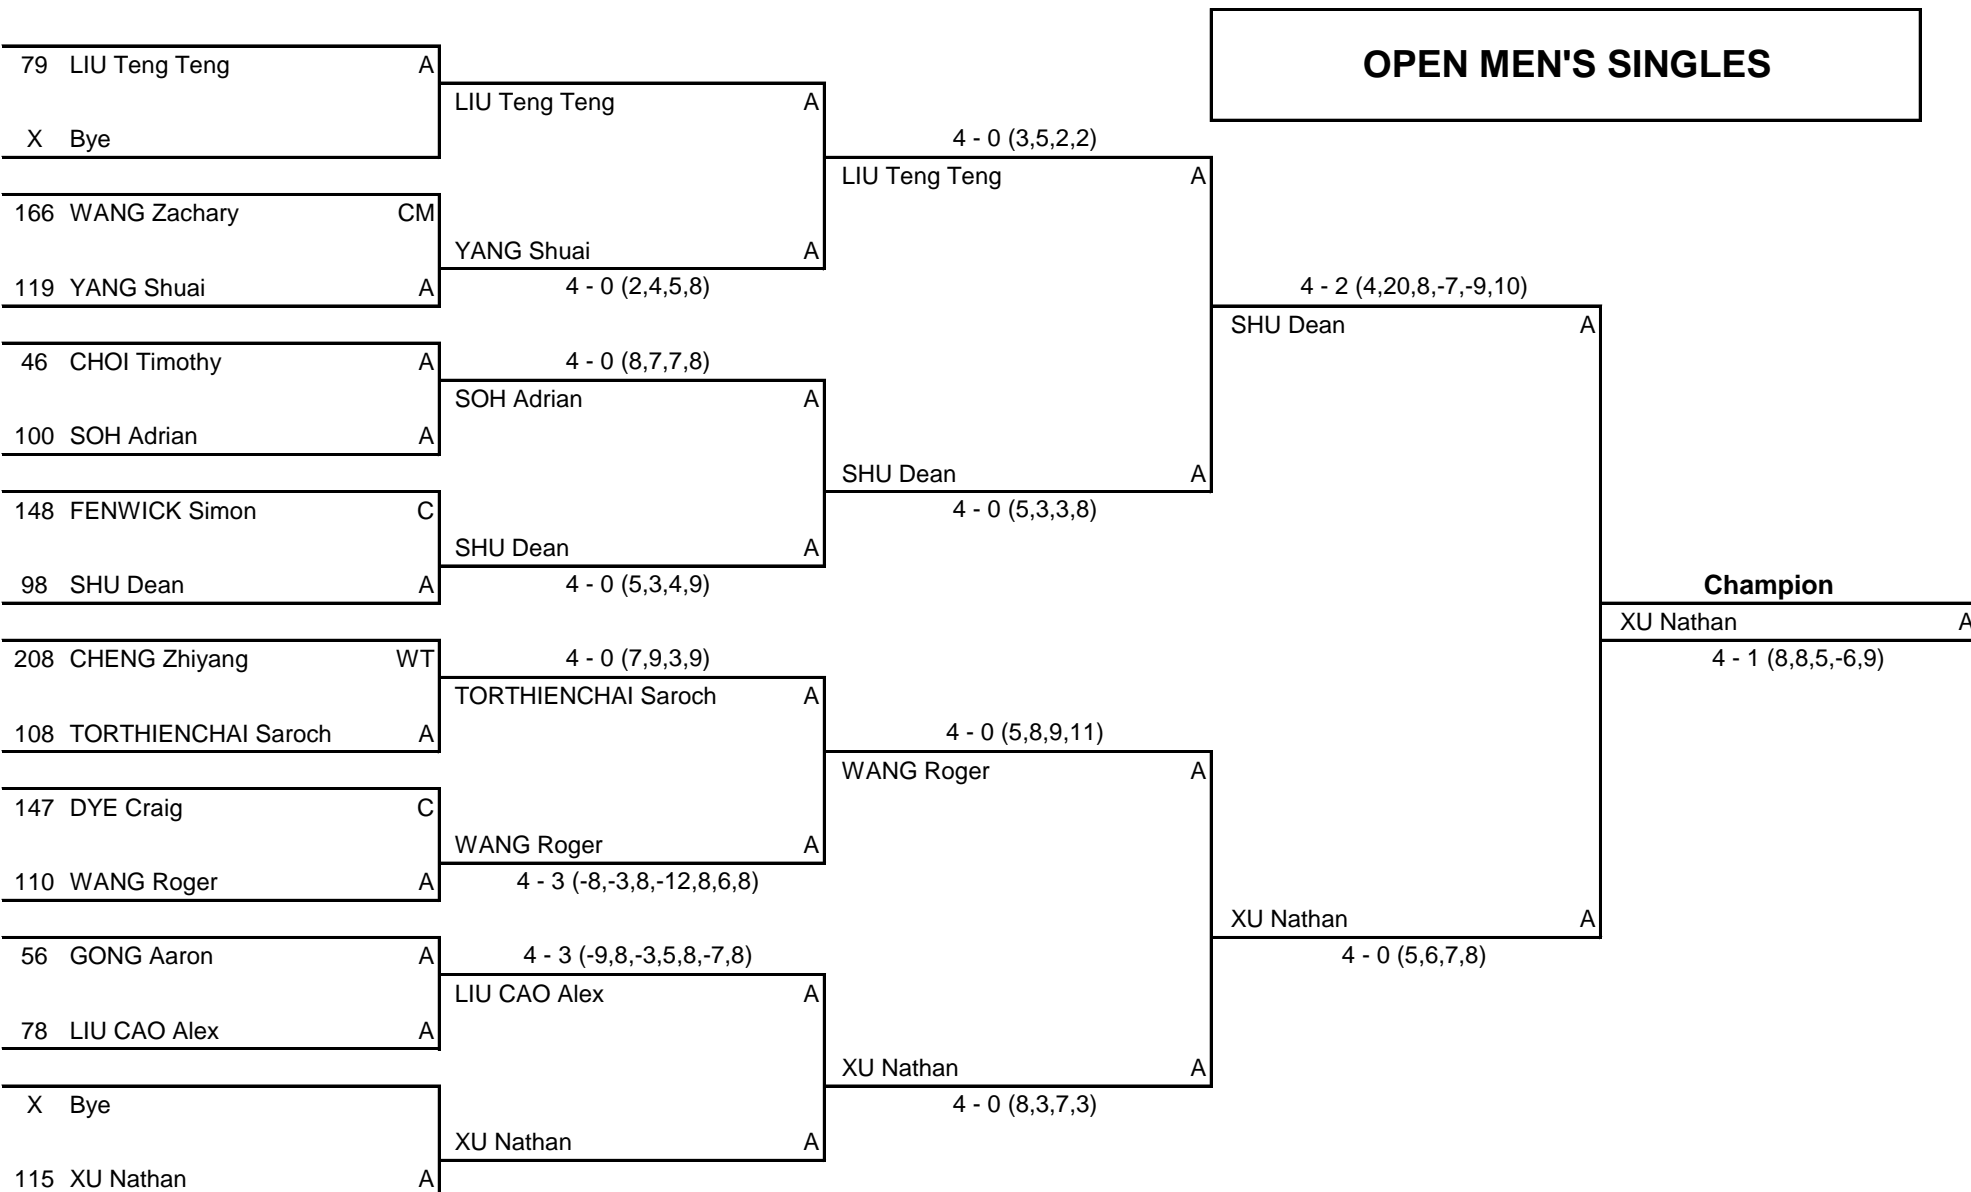 OPEN MEN'S SINGLES
79 LIU Teng Teng A
LIU Teng Teng A
X Bye
4 - 0 (3,5,2,2)
LIU Teng Teng A
166 WANG Zachary CM
YANG Shuai A
119 YANG Shuai A
4 - 0 (2,4,5,8)
4 - 2 (4,20,8,-7,-9,10)
SHU Dean A
46 CHOI Timothy A
4 - 0 (8,7,7,8)
SOH Adrian A
100 SOH Adrian A
SHU Dean A
148 FENWICK Simon C
4 - 0 (5,3,3,8)
SHU Dean A
98 SHU Dean A
4 - 0 (5,3,4,9)
Champion
XU Nathan A
208 CHENG Zhiyang WT
4 - 0 (7,9,3,9)
4 - 1 (8,8,5,-6,9)
TORTHIENCHAI Saroch A
108 TORTHIENCHAI Saroch A
4 - 0 (5,8,9,11)
WANG Roger A
147 DYE Craig C
WANG Roger A
110 WANG Roger A
4 - 3 (-8,-3,8,-12,8,6,8)
XU Nathan A
56 GONG Aaron A
4 - 3 (-9,8,-3,5,8,-7,8)
4 - 0 (5,6,7,8)
LIU CAO Alex A
78 LIU CAO Alex A
XU Nathan A
X Bye
4 - 0 (8,3,7,3)
XU Nathan A
115 XU Nathan A